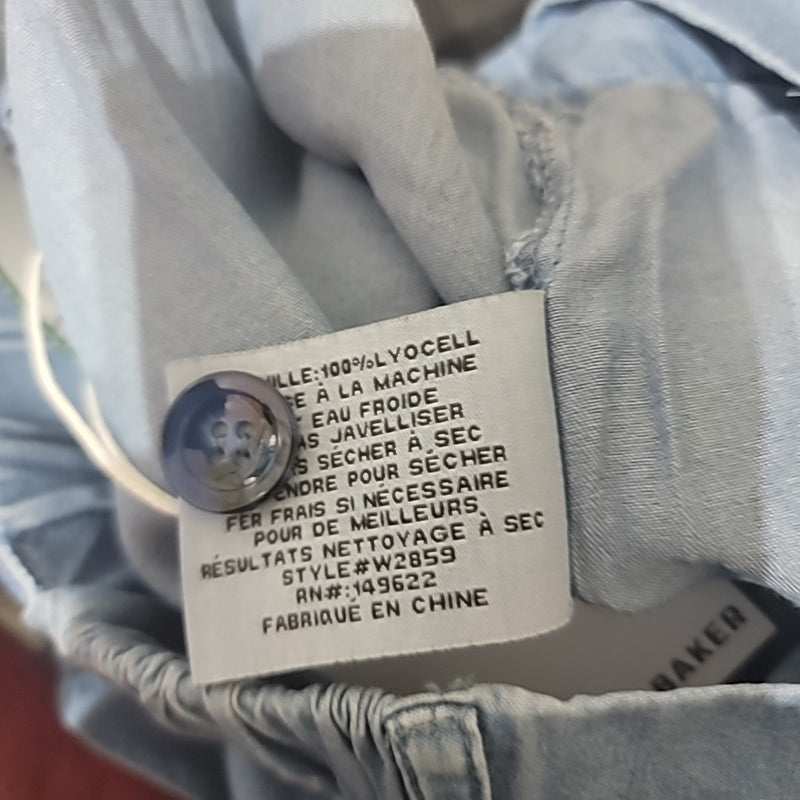 ILLE:100%LYOCELL
E À LA MACHINE
EAU FROIDE
AS JAVELLISER
S SÉCHER À SEC
ENDRE POUR SÉCHER
FER FRAIS SI NÉCESSAIRE
POUR DE MEILLEURS,
RÉSULTATS NETTOYAGE À SEC
STYLE#W2859
RN#:149622
FABRIQUÉ EN CHINE
BAKER